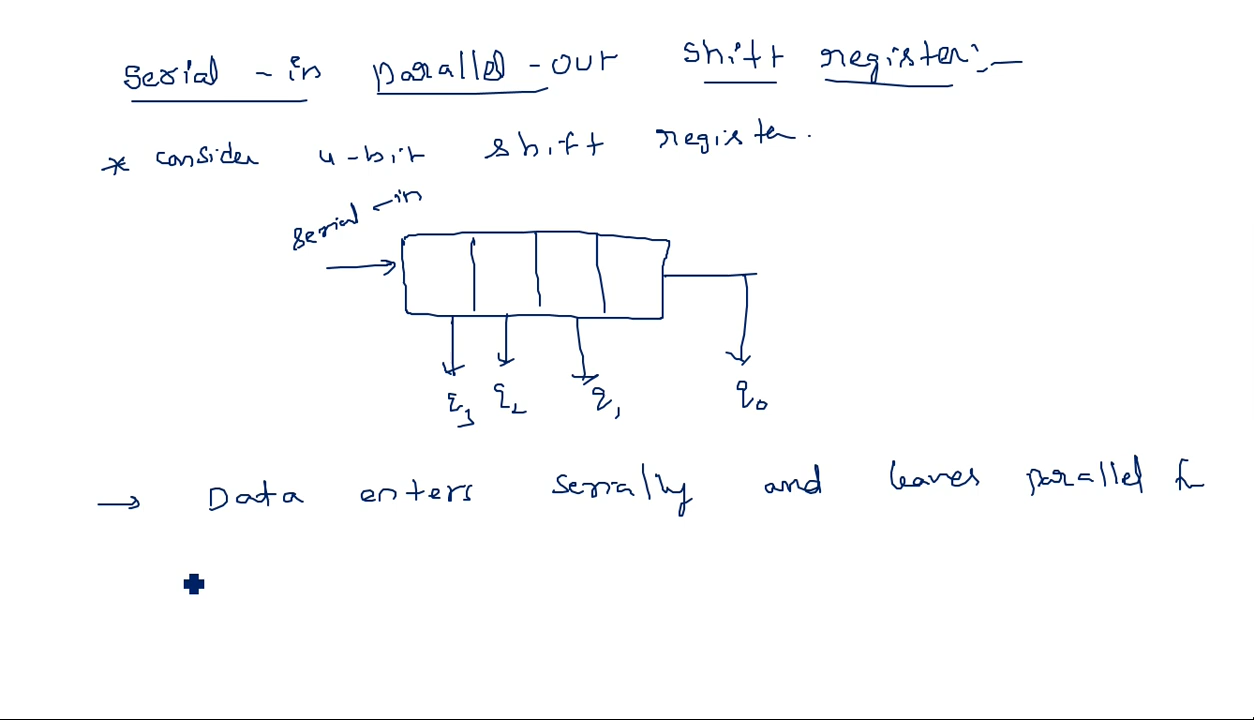 Serial - in parallel - out shift register :-
* consider 4-bit shift register.
serial -in
q3 q2 q1 q0
→ Data enters serially and leaves parallel